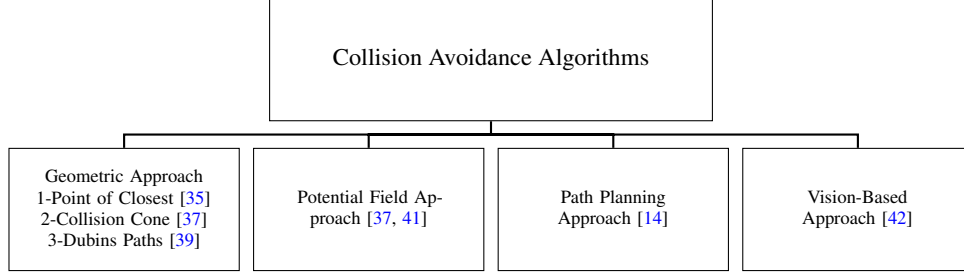 Collision Avoidance Algorithms
Geometric Approach
1-Point of Closest [35]
2-Collision Cone [37]
3-Dubins Paths [39]
Potential Field Ap-
proach [37, 41]
Path Planning
Approach [14]
Vision-Based
Approach [42]